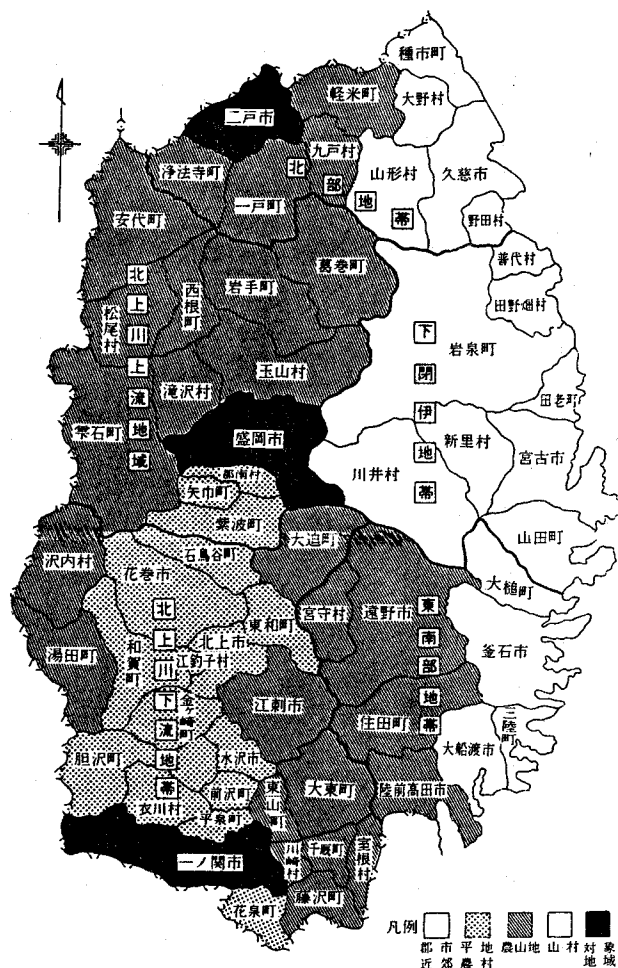 種市町
軽米町
大野村
二戸市
九戸村
浄法寺町
山形村
久慈市
一戸町
北部地帯
安代町
野田村
普代村
葛巻町
岩手町
西根町
田野畑村
松尾村
北上川上流地域
岩泉町
下閉伊地帯
玉山村
滝沢村
田老町
雫石町
盛岡市
新里村
宮古市
川井村
都南村
矢巾町
紫波町
山田町
大迫町
石鳥谷町
沢内村
花巻市
大槌町
宮守村
遠野市
東南部地帯
東和町
北上川下流地帯
北上市
湯田町
和賀町
江釣子村
釜石市
金ヶ崎町
江刺市
住田町
三陸町
大船渡市
胆沢町
水沢市
前沢町
東山町
大東町
陸前高田市
衣川村
平泉町
一ノ関市
川崎村
千厩町
室根村
藤沢町
花泉町
凡例
都市近郊
平地農村
農山地
山村
対象地域